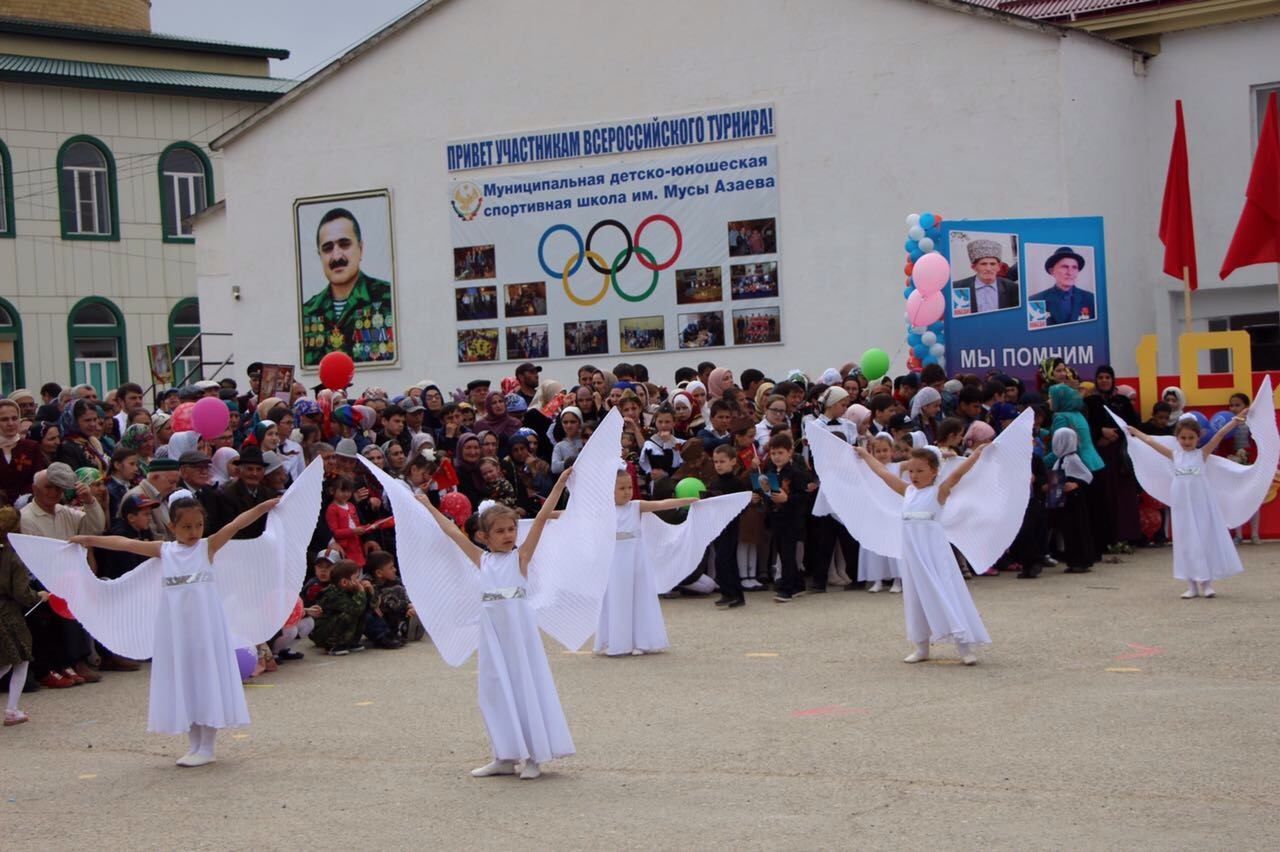 ПРИВЕТ УЧАСТНИКАМ ВСЕРОССИЙСКОГО ТУРНИРА!
Муниципальная детско-юношеская
спортивная школа им. Мусы Азаева
МЫ ПОМНИМ